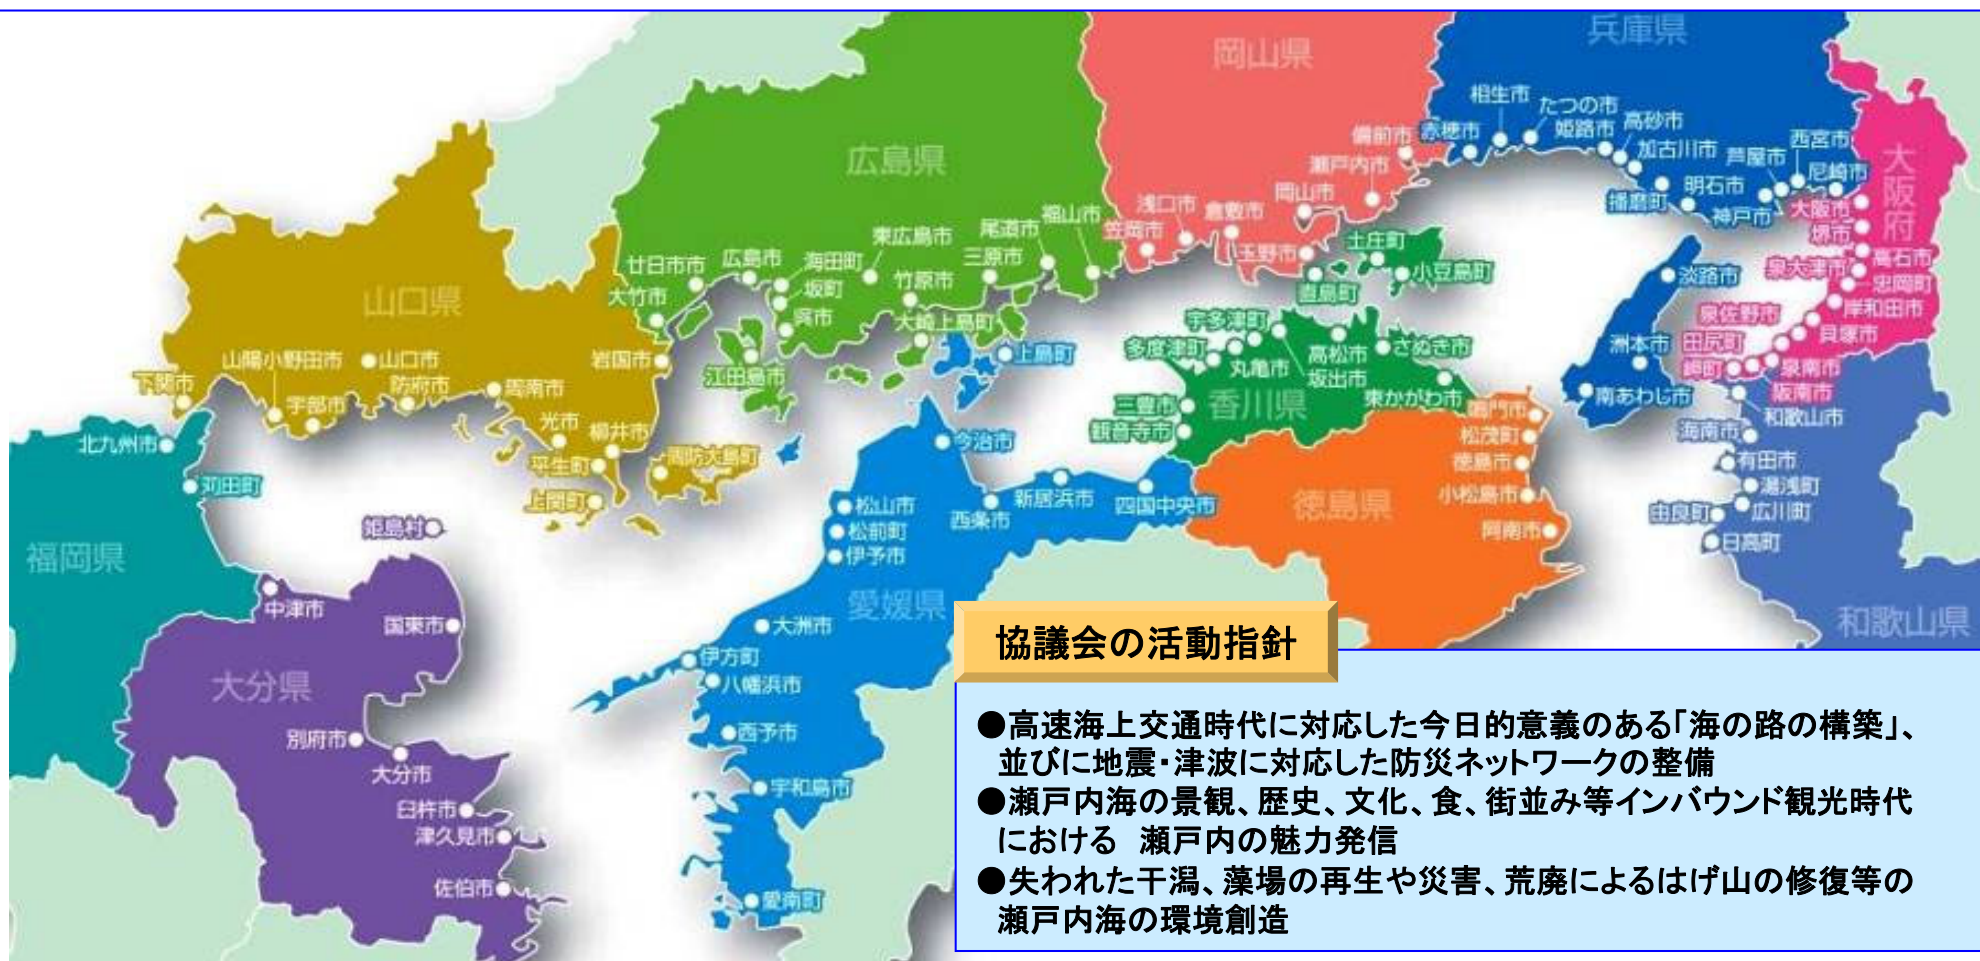 兵庫県
岡山県
相生市
たつの市
備前市
赤穂市
姫路市
高砂市
加古川市
芦屋市
西宮市
尼崎市
明石市
播磨町
神戸市
大阪府
大阪市
堺市
高石市
泉大津市
忠岡町
岸和田市
泉佐野市
貝塚市
田尻町
泉南市
岬町
阪南市
広島県
瀬戸内市
岡山市
浅口市
倉敷市
笠岡市
玉野市
福山市
尾道市
三原市
東広島市
竹原市
海田町
坂町
呉市
広島市
廿日市市
大竹市
大崎上島町
江田島市
土庄町
小豆島町
直島町
宇多津町
多度津町
丸亀市
坂出市
高松市
さぬき市
東かがわ市
香川県
三豊市
観音寺市
淡路市
洲本市
南あわじ市
山口県
山陽小野田市
山口市
岩国市
下関市
宇部市
防府市
周南市
光市
柳井市
平生町
周防大島町
上関町
北九州市
苅田町
福岡県
姫島村
上島町
今治市
松山市
松前町
伊予市
西条市
新居浜市
四国中央市
愛媛県
大洲市
伊方町
八幡浜市
西予市
宇和島市
愛南町
鳴門市
松茂町
徳島市
小松島市
阿南市
徳島県
和歌山市
海南市
有田市
湯浅町
広川町
由良町
日高町
和歌山県
中津市
国東市
大分県
別府市
大分市
臼杵市
津久見市
佐伯市
協議会の活動指針
●高速海上交通時代に対応した今日的意義のある「海の路の構築」、
並びに地震・津波に対応した防災ネットワークの整備
●瀬戸内海の景観、歴史、文化、食、街並み等インバウンド観光時代
における　瀬戸内の魅力発信
●失われた干潟、藻場の再生や災害、荒廃によるはげ山の修復等の
瀬戸内海の環境創造